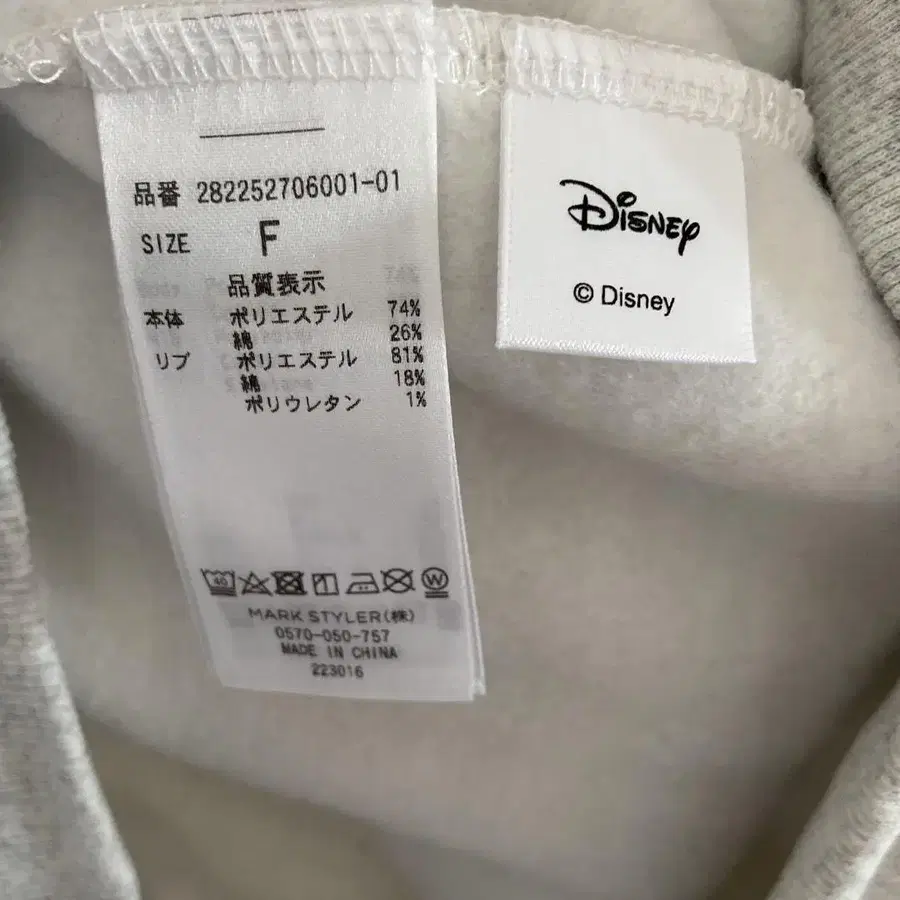 品番 282252706001-01
SIZE F
品質表示
本体 ポリエステル 74%
綿 26%
リブ ポリエステル 81%
綿 18%
ポリウレタン 1%
40
W
MARK STYLER(株)
0570-050-757
MADE IN CHINA
223016
Disney
© Disney